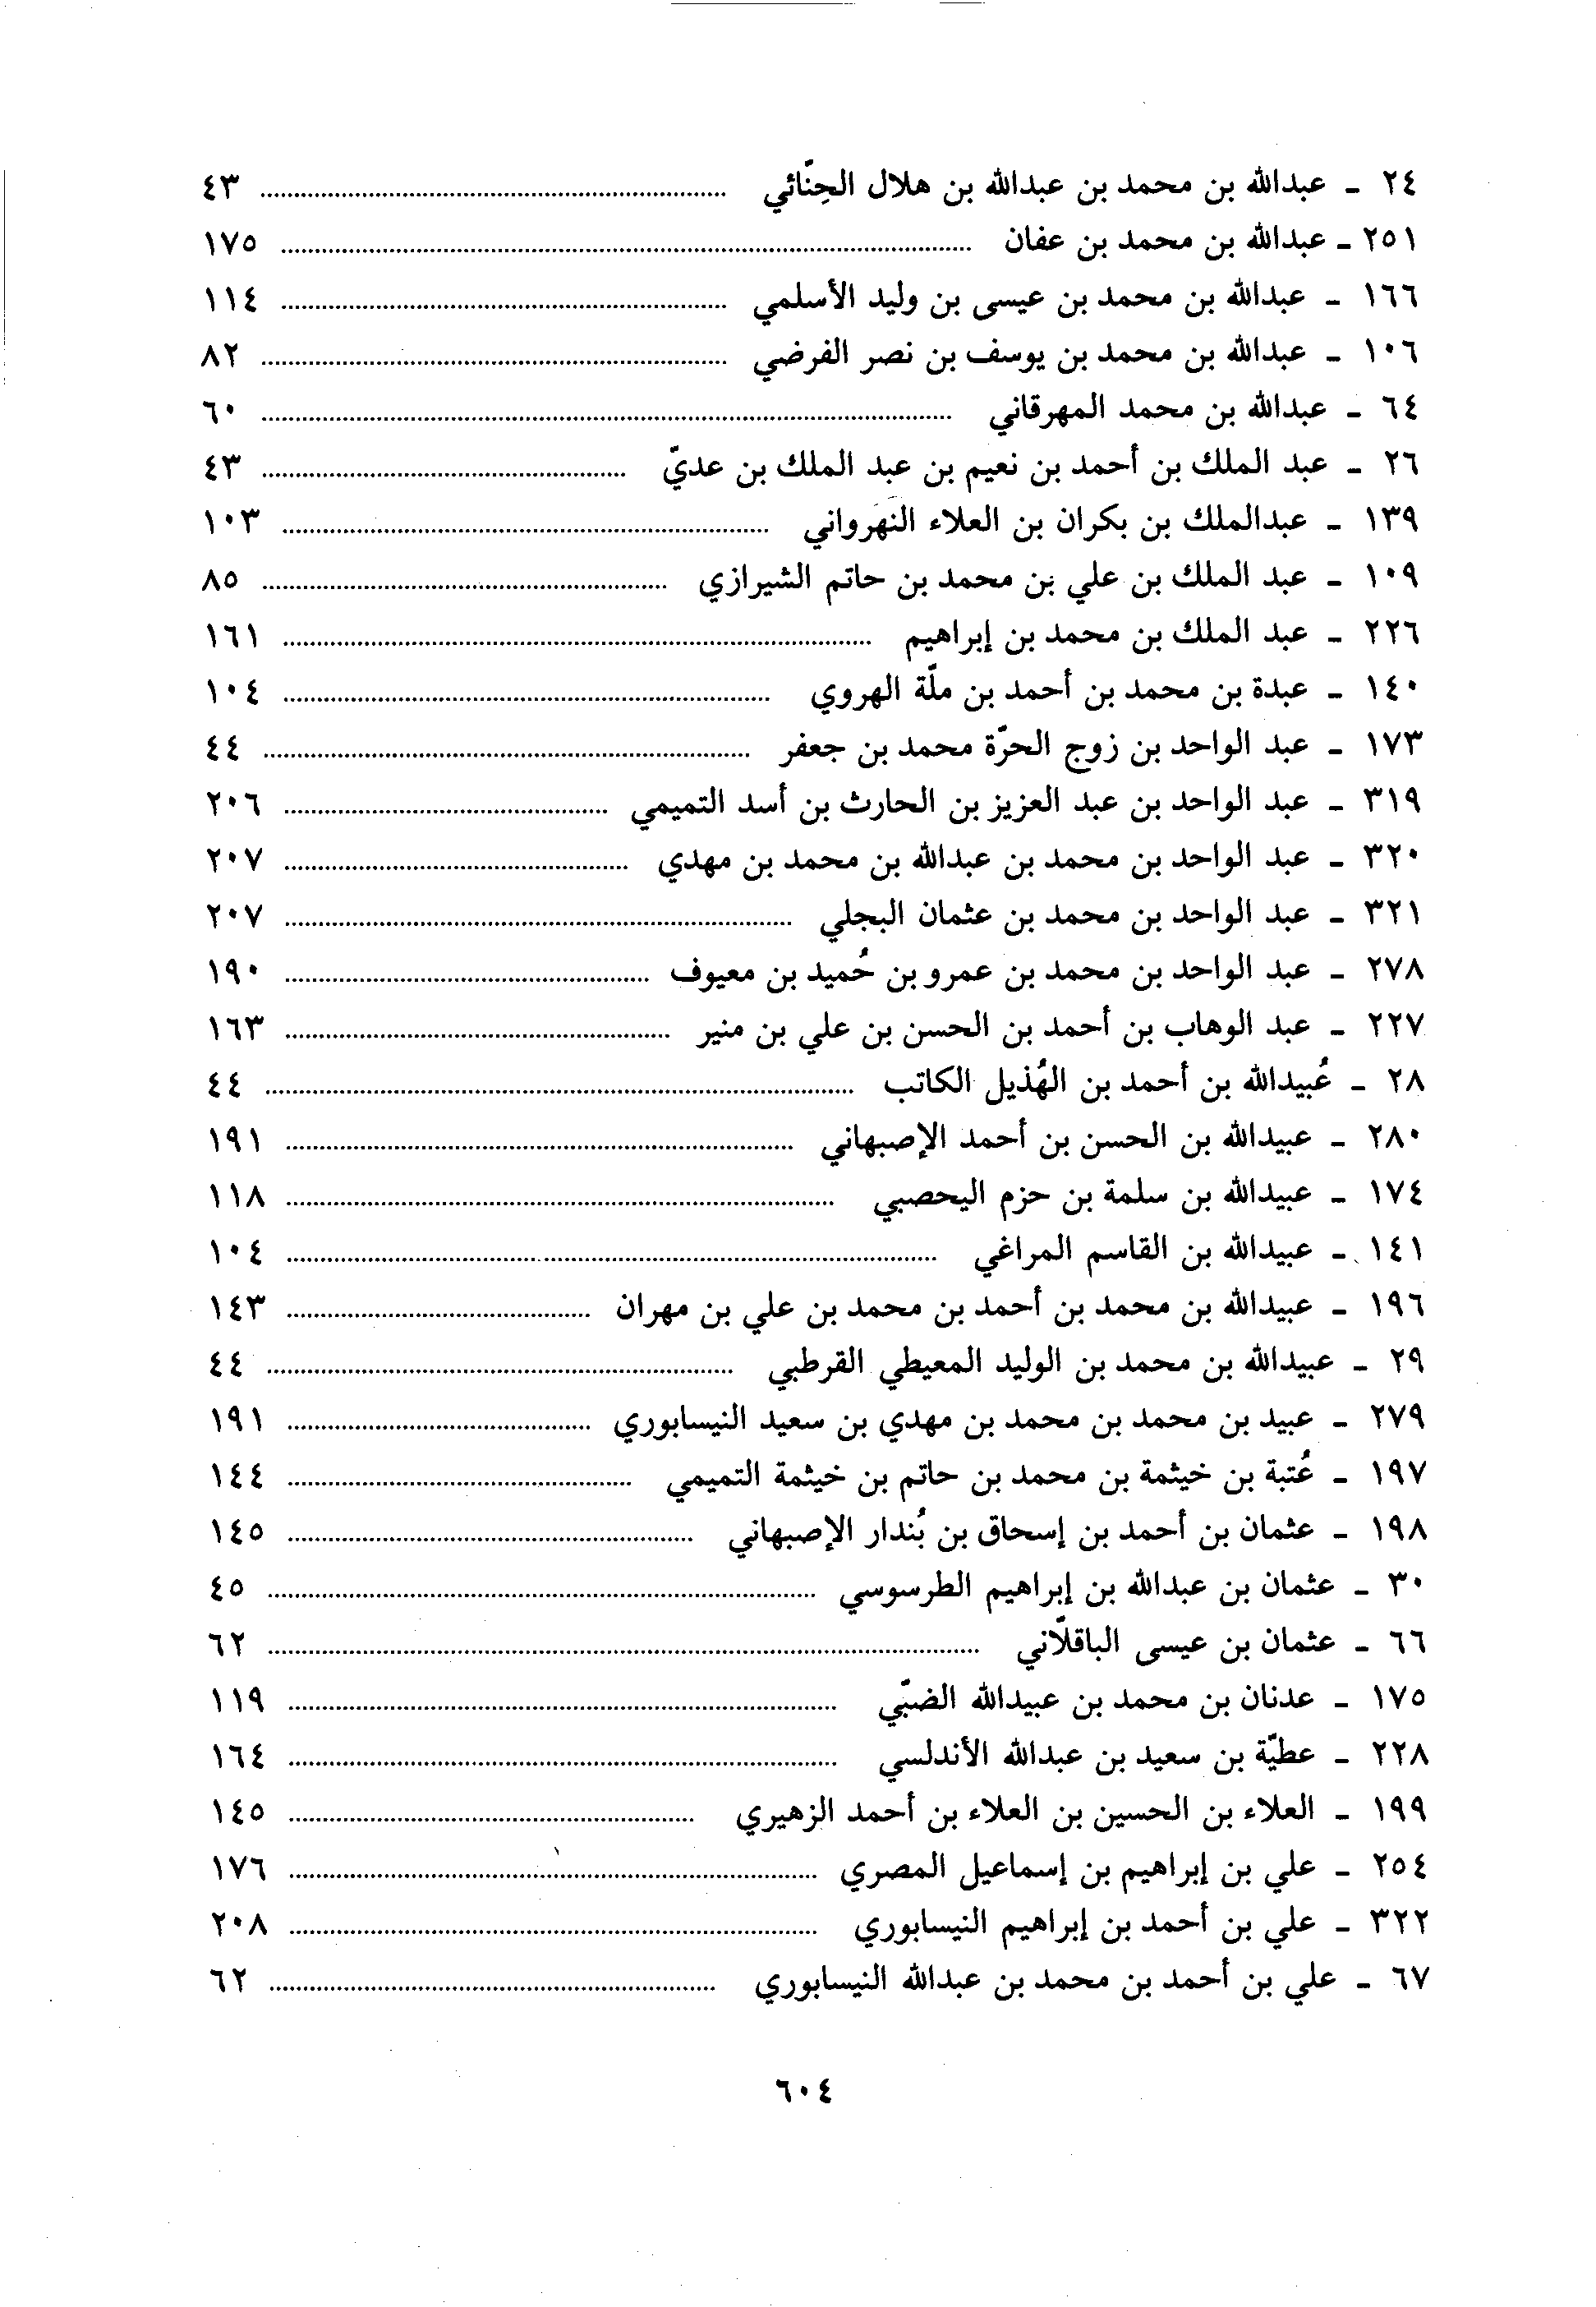 ٢٤ ـ عبدالله بن محمد بن عبدالله بن هلال الحِنّائي ........ ٤٣
٢٥١ ـ عبدالله بن محمد بن عفان ........ ١٧٥
١٦٦ ـ عبدالله بن محمد بن عيسى بن وليد الأسلمي ........ ١١٤
١٠٦ ـ عبدالله بن محمد بن يوسف بن نصر الفرضي ........ ٨٢
٦٤ ـ عبدالله بن محمد المهرقاني ........ ٦٠
٢٦ ـ عبد الملك بن أحمد بن نعيم بن عبد الملك بن عديّ ........ ٤٣
١٣٩ ـ عبدالملك بن بكران بن العلاء النهرواني ........ ١٠٣
١٠٩ ـ عبد الملك بن علي بن محمد بن حاتم الشيرازي ........ ٨٥
٢٢٦ ـ عبد الملك بن محمد بن إبراهيم ........ ١٦١
١٤٠ ـ عبدة بن محمد بن أحمد بن ملّة الهروي ........ ١٠٤
١٧٣ ـ عبد الواحد بن زوج الحرّة محمد بن جعفر ........ ٤٤
٣١٩ ـ عبد الواحد بن عبد العزيز بن الحارث بن أسد التميمي ........ ٢٠٦
٣٢٠ ـ عبد الواحد بن محمد بن عبدالله بن محمد بن مهدي ........ ٢٠٧
٣٢١ ـ عبد الواحد بن محمد بن عثمان البجلي ........ ٢٠٧
٢٧٨ ـ عبد الواحد بن محمد بن عمرو بن حُميد بن معيوف ........ ١٩٠
٢٢٧ ـ عبد الوهاب بن أحمد بن الحسن بن علي بن منير ........ ١٦٣
٢٨ ـ عُبيدالله بن أحمد بن الهُذيل الكاتب ........ ٤٤
٢٨٠ ـ عبيدالله بن الحسن بن أحمد الإصبهاني ........ ١٩١
١٧٤ ـ عبيدالله بن سلمة بن حزم اليحصبي ........ ١١٨
١٤١ ـ عبيدالله بن القاسم المراغي ........ ١٠٤
١٩٦ ـ عبيدالله بن محمد بن أحمد بن محمد بن علي بن مهران ........ ١٤٣
٢٩ ـ عبيدالله بن محمد بن الوليد المعيطي القرطبي ........ ٤٤
٢٧٩ ـ عبيد بن محمد بن محمد بن مهدي بن سعيد النيسابوري ........ ١٩١
١٩٧ ـ عُتبة بن خيثمة بن محمد بن حاتم بن خيثمة التميمي ........ ١٤٤
١٩٨ ـ عثمان بن أحمد بن إسحاق بن بُندار الإصبهاني ........ ١٤٥
٣٠ ـ عثمان بن عبدالله بن إبراهيم الطرسوسي ........ ٤٥
٦٦ ـ عثمان بن عيسى الباقلّاني ........ ٦٢
١٧٥ ـ عدنان بن محمد بن عبيدالله الضبّي ........ ١١٩
٢٢٨ ـ عطيّة بن سعيد بن عبدالله الأندلسي ........ ١٦٤
١٩٩ ـ العلاء بن الحسين بن العلاء بن أحمد الزهيري ........ ١٤٥
٢٥٤ ـ علي بن إبراهيم بن إسماعيل المصري ........ ١٧٦
٣٢٢ ـ علي بن أحمد بن إبراهيم النيسابوري ........ ٢٠٨
٦٧ ـ علي بن أحمد بن محمد بن عبدالله النيسابوري ........ ٦٢
٦٠٤